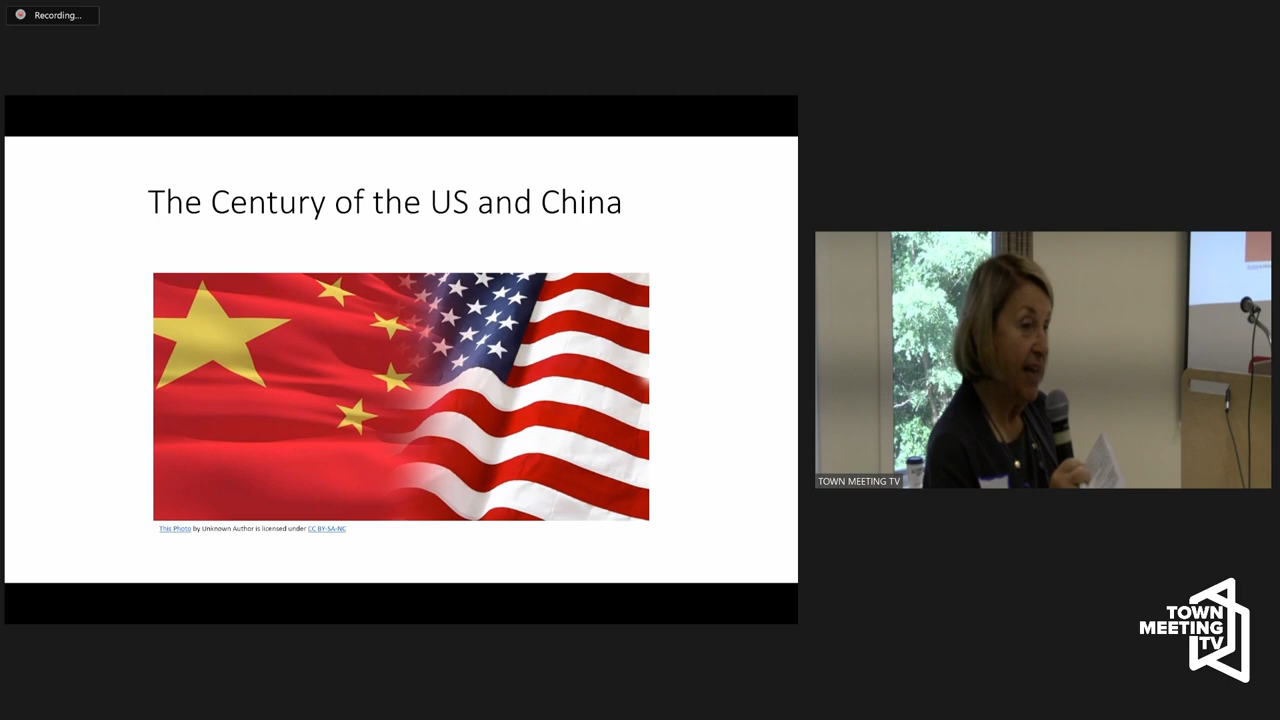 Recording...
The Century of the US and China
This Photo by Unknown Author is licensed under CC BY-SA-NC
TOWN MEETING TV
TOWN
MEETING
TV